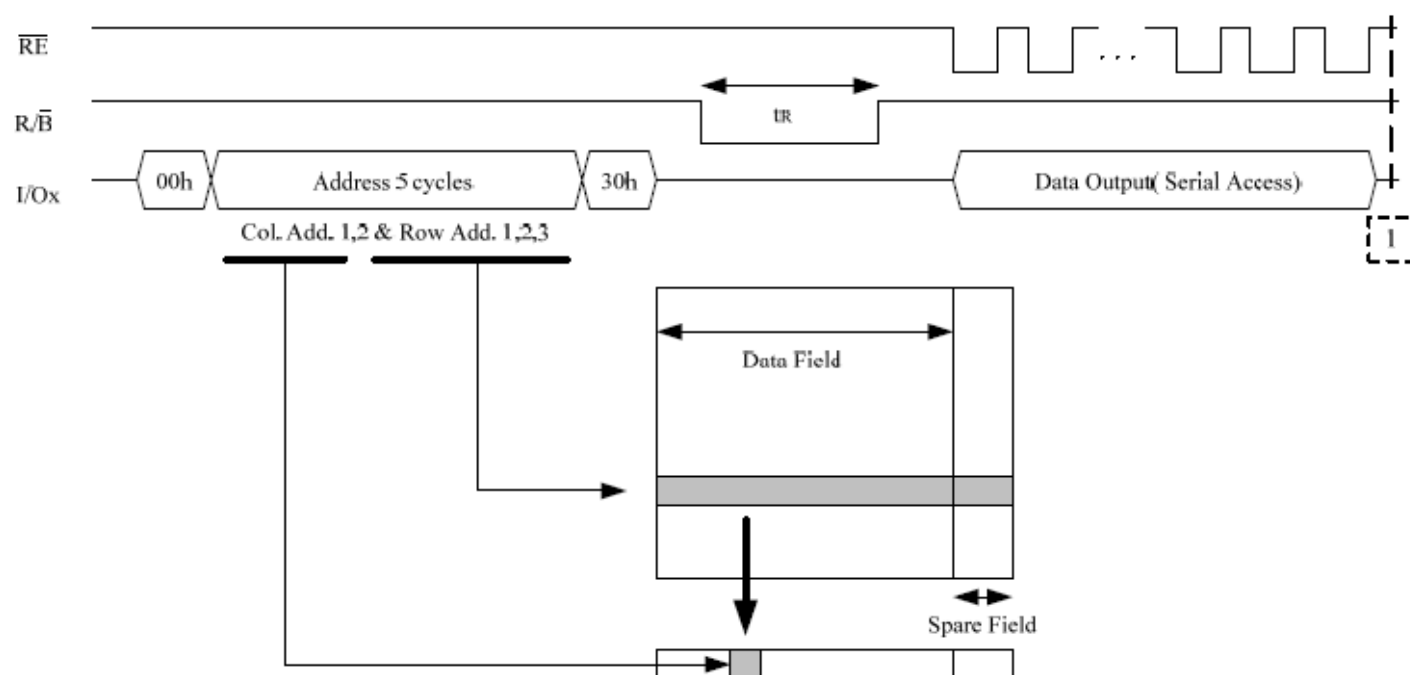 R̅E̅
R/B̅
tR
I/Ox
00h
Address 5 cycles
30h
Data Output( Serial Access)
Col. Add. 1,2 & Row Add. 1,2,3
1
Data Field
Spare Field
. . .